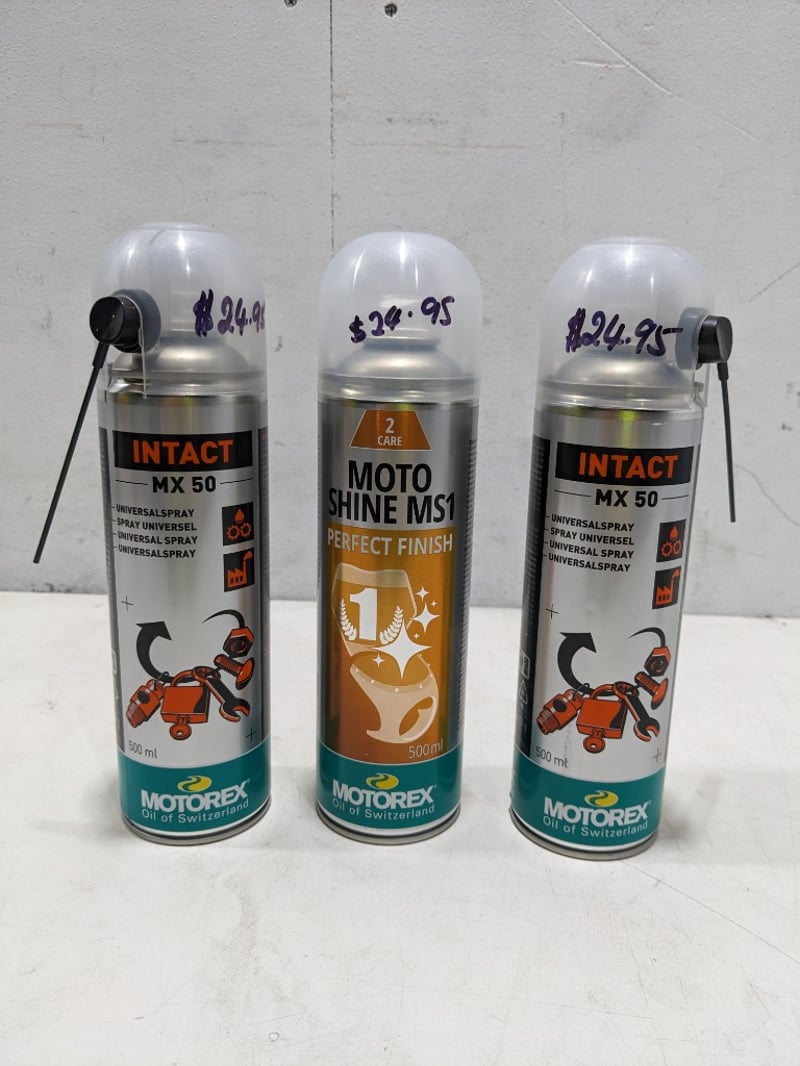 $24.95
INTACT
MX 50
UNIVERSALSPRAY
SPRAY UNIVERSEL
UNIVERSAL SPRAY
UNIVERSALSPRAY
500 ml
MOTOREX
Oil of Switzerland
$24.95
2
CARE
MOTO
SHINE MS1
PERFECT FINISH
1
500ml
MOTOREX
Oil of Switzerland
$24.95
INTACT
MX 50
UNIVERSALSPRAY
SPRAY UNIVERSEL
UNIVERSAL SPRAY
UNIVERSALSPRAY
500 ml
MOTOREX
Oil of Switzerland